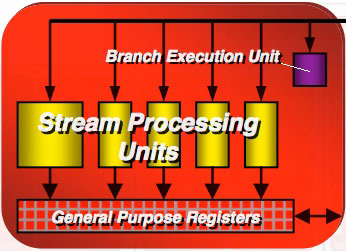 Branch Execution Unit
Stream Processing
Units
General Purpose Registers